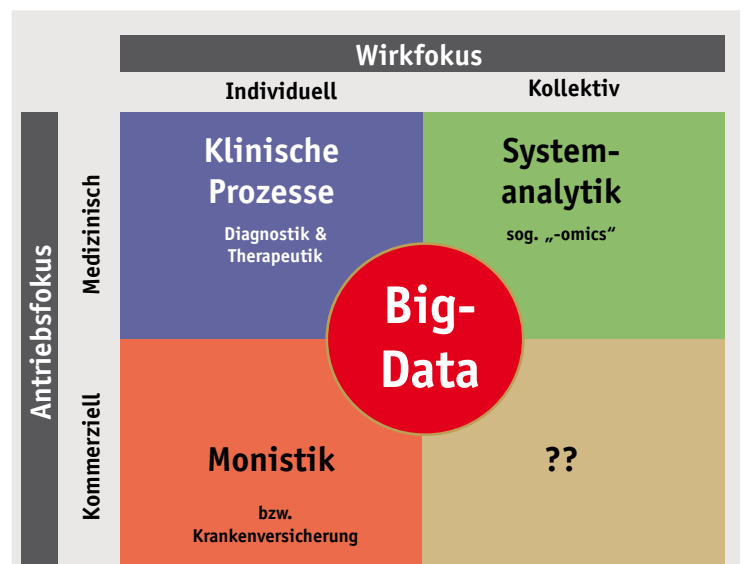 Wirkfokus
Individuell
Kollektiv
Antriebsfokus
Medizinisch
Klinische
Prozesse
Diagnostik &
Therapeutik
System-
analytik
sog. „-omics“
Big-
Data
Kommerziell
Monistik
bzw.
Krankenversicherung
??